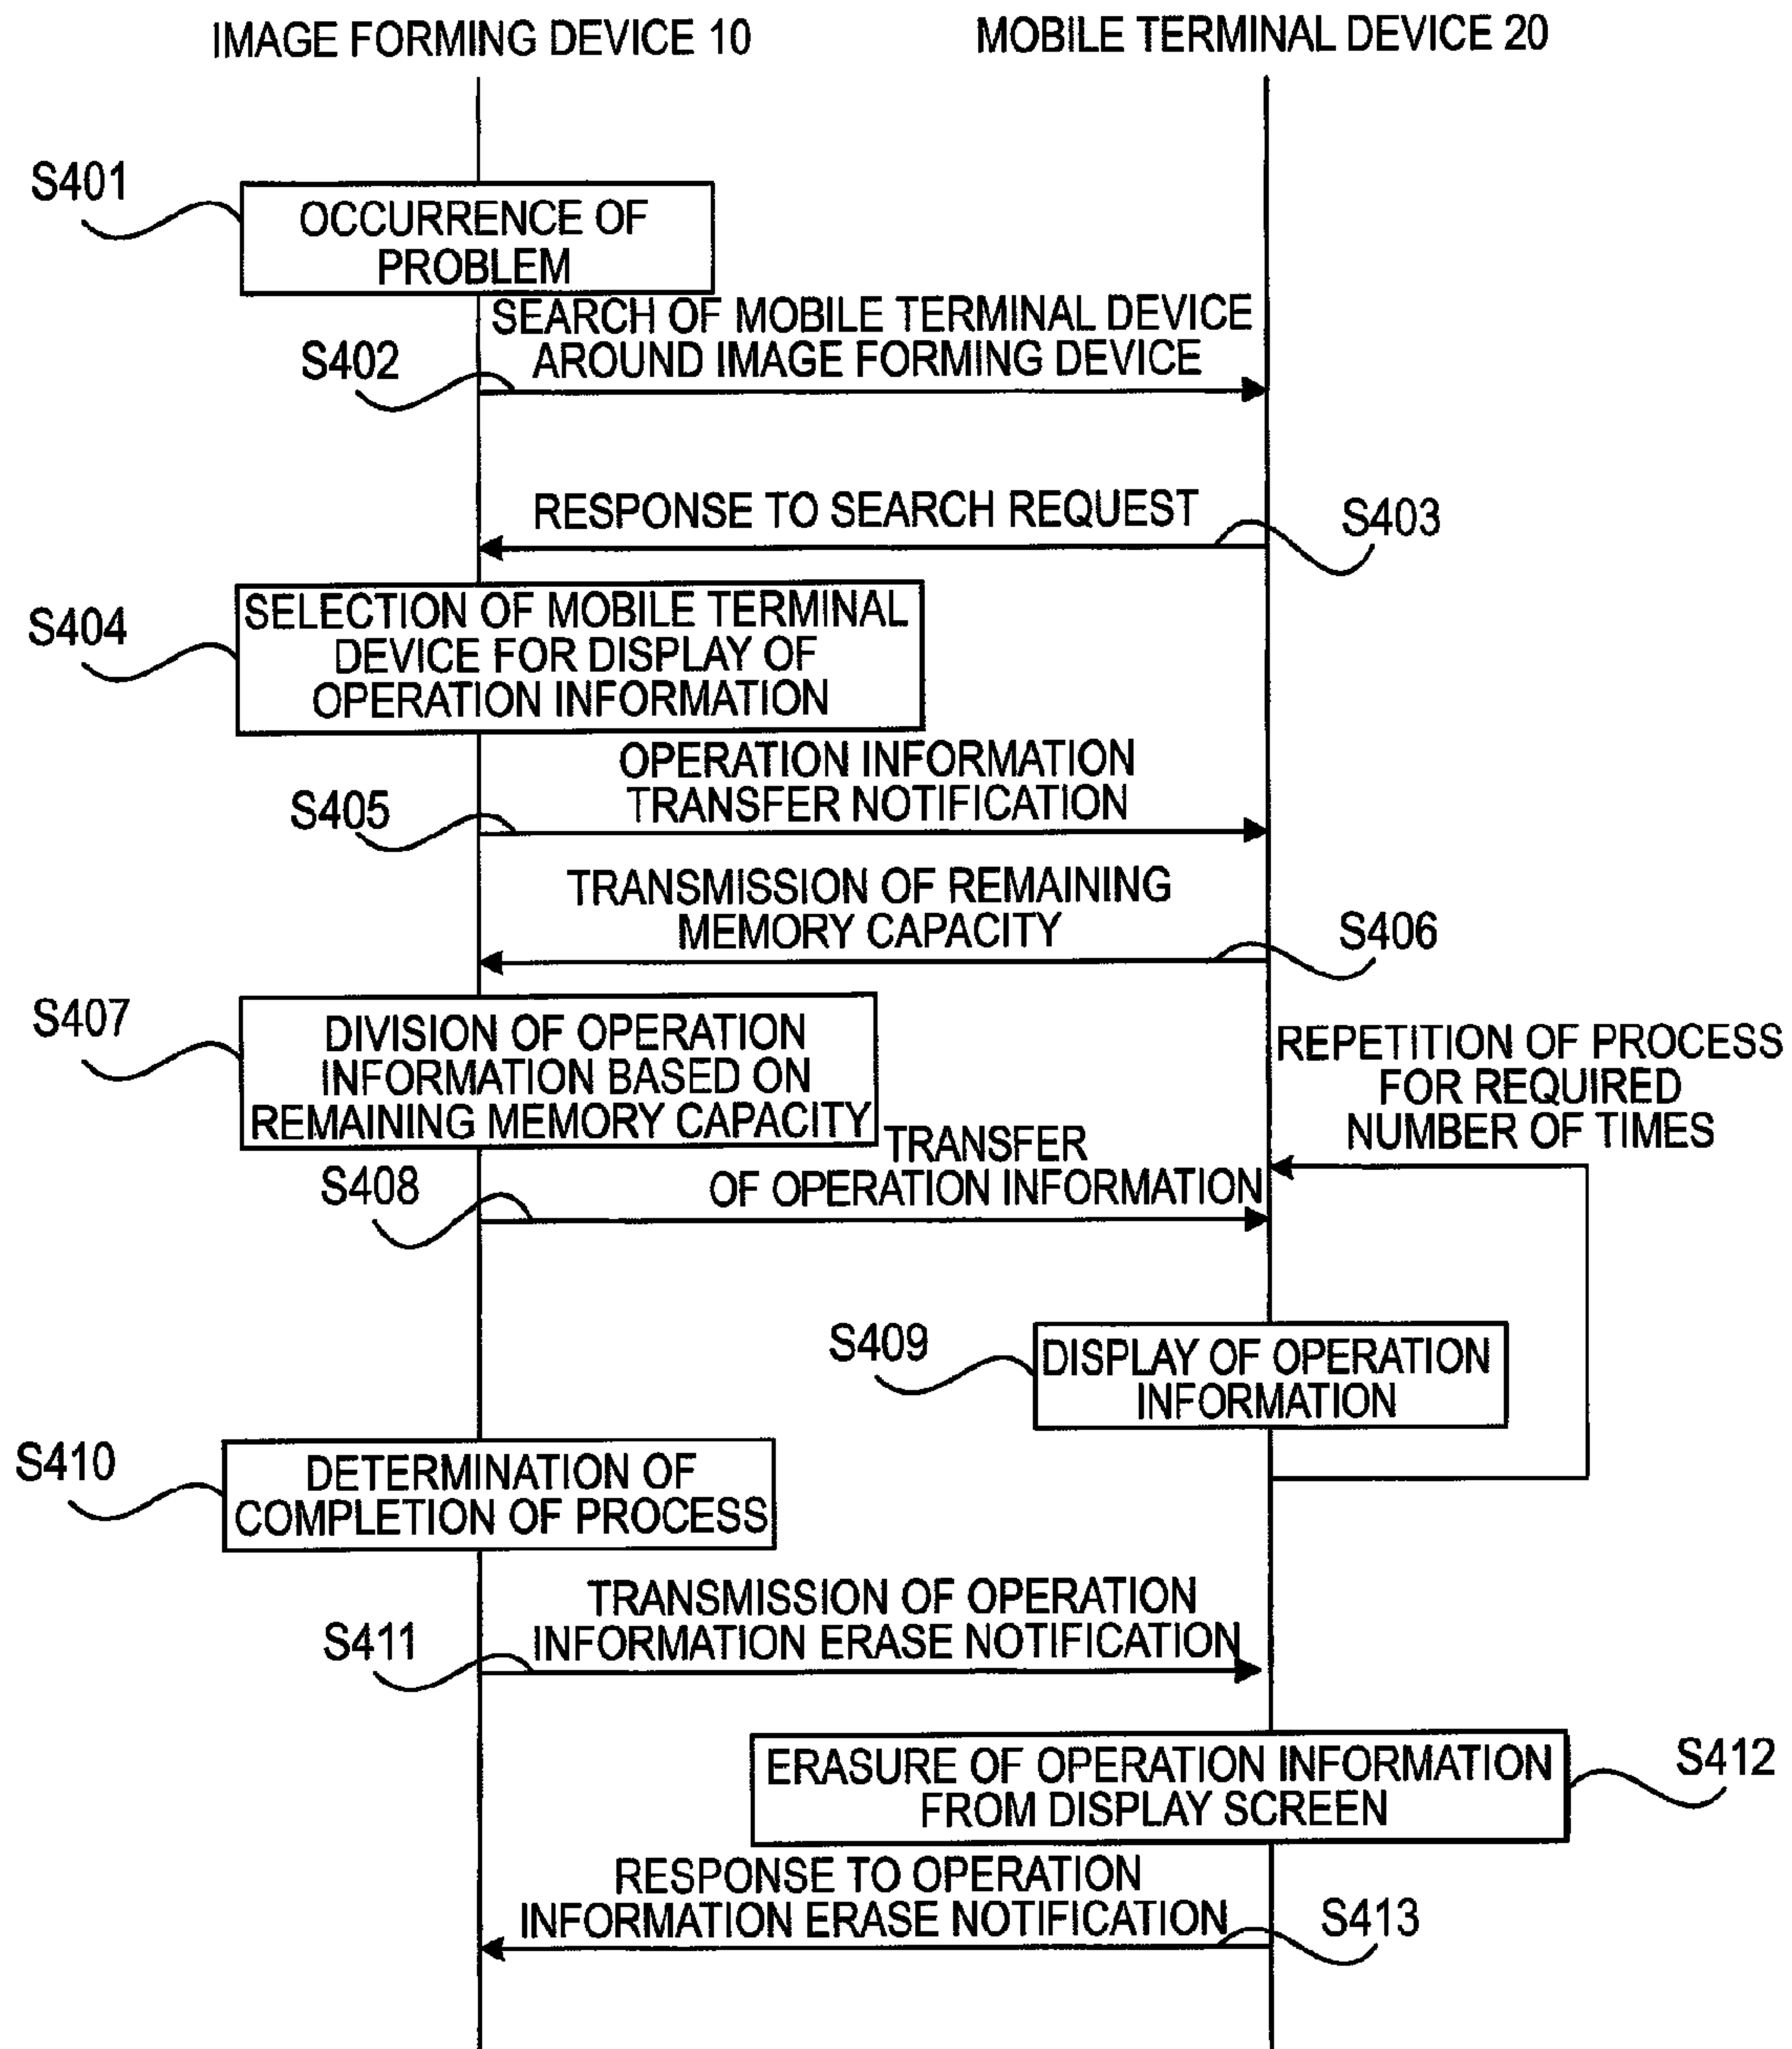 IMAGE FORMING DEVICE 10
MOBILE TERMINAL DEVICE 20
S401
OCCURRENCE OF
PROBLEM
S402
SEARCH OF MOBILE TERMINAL DEVICE
AROUND IMAGE FORMING DEVICE
RESPONSE TO SEARCH REQUEST
S403
S404
SELECTION OF MOBILE TERMINAL
DEVICE FOR DISPLAY OF
OPERATION INFORMATION
S405
OPERATION INFORMATION
TRANSFER NOTIFICATION
TRANSMISSION OF REMAINING
MEMORY CAPACITY
S406
S407
DIVISION OF OPERATION
INFORMATION BASED ON
REMAINING MEMORY CAPACITY
REPETITION OF PROCESS
FOR REQUIRED
NUMBER OF TIMES
S408
TRANSFER
OF OPERATION INFORMATION
S409
DISPLAY OF OPERATION
INFORMATION
S410
DETERMINATION OF
COMPLETION OF PROCESS
S411
TRANSMISSION OF OPERATION
INFORMATION ERASE NOTIFICATION
ERASURE OF OPERATION INFORMATION
FROM DISPLAY SCREEN
S412
RESPONSE TO OPERATION
INFORMATION ERASE NOTIFICATION
S413